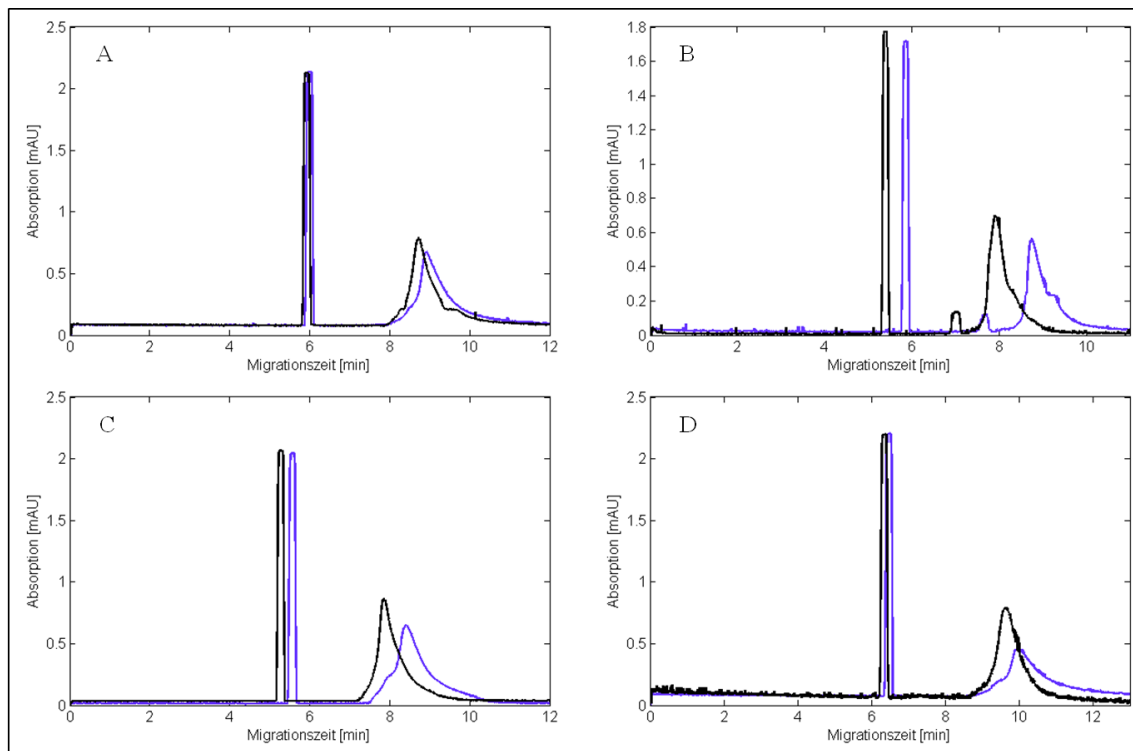 A
Absorption [mAU]
2.5
2
1.5
1
0.5
0
0 2 4 6 8 10 12
Migrationszeit [min]
B
Absorption [mAU]
1.8
1.6
1.4
1.2
1
0.8
0.6
0.4
0.2
0
0 2 4 6 8 10
Migrationszeit [min]
C
Absorption [mAU]
2.5
2
1.5
1
0.5
0
0 2 4 6 8 10 12
Migrationszeit [min]
D
Absorption [mAU]
2.5
2
1.5
1
0.5
0
0 2 4 6 8 10 12
Migrationszeit [min]